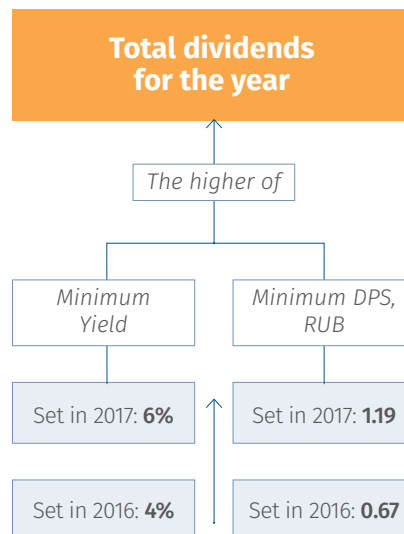 Total dividends
for the year
The higher of
Minimum
Yield
Minimum DPS,
RUB
Set in 2017: 6%
Set in 2017: 1.19
Set in 2016: 4%
Set in 2016: 0.67